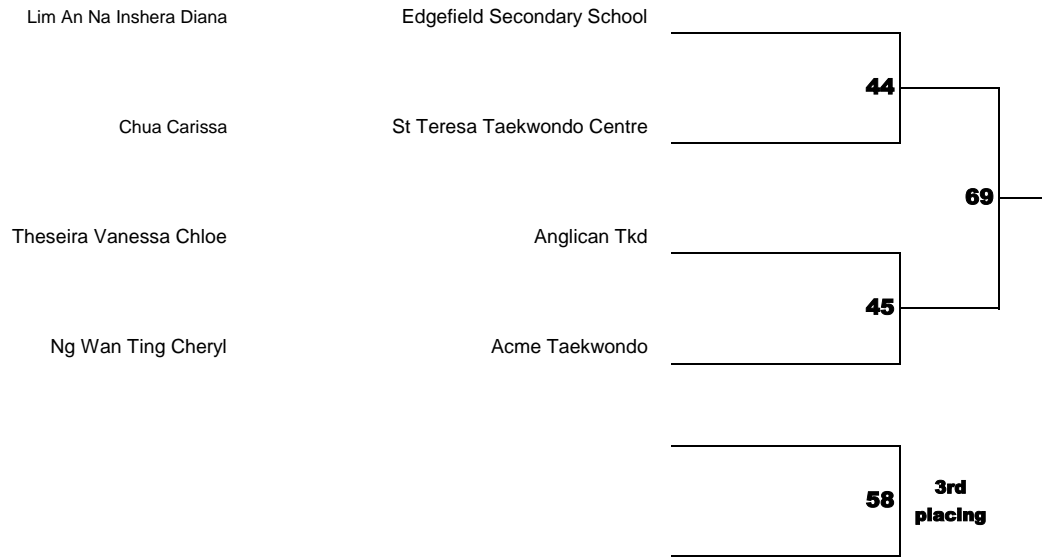 Lim An Na Inshera Diana Edgefield Secondary School
44
Chua Carissa St Teresa Taekwondo Centre
69
Theseira Vanessa Chloe Anglican Tkd
45
Ng Wan Ting Cheryl Acme Taekwondo
58 3rd
placing